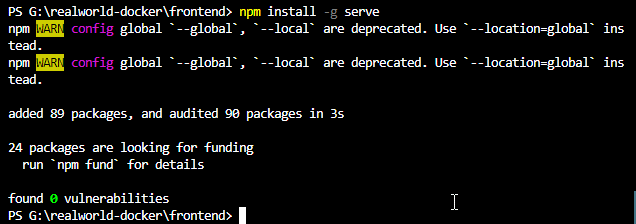 PS G:\realworld-docker\frontend> npm install -g serve
npm WARN config global `--global`, `--local` are deprecated. Use `--location=global` ins
tead.
npm WARN config global `--global`, `--local` are deprecated. Use `--location=global` ins
tead.
added 89 packages, and audited 90 packages in 3s
24 packages are looking for funding
  run `npm fund` for details
found 0 vulnerabilities
PS G:\realworld-docker\frontend>